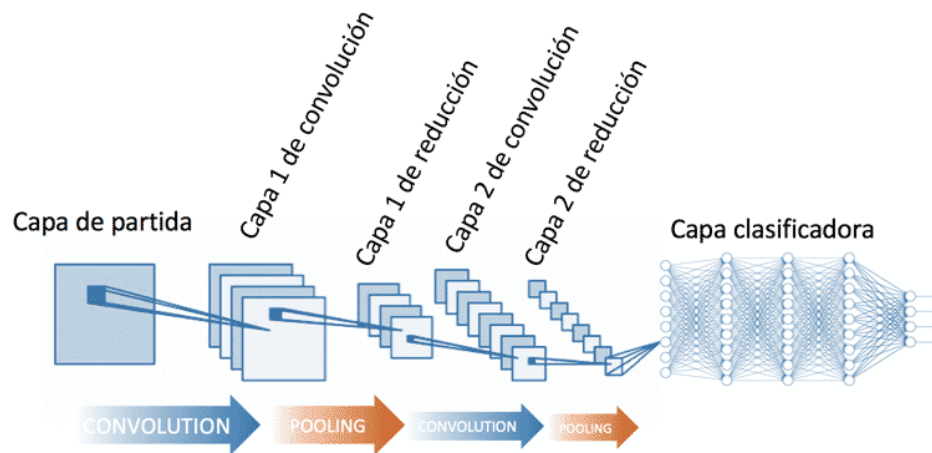 Capa de partida
Capa 1 de convolución
Capa 1 de reducción
Capa 2 de convolución
Capa 2 de reducción
Capa clasificadora
CONVOLUTION
POOLING
CONVOLUTION
POOLING